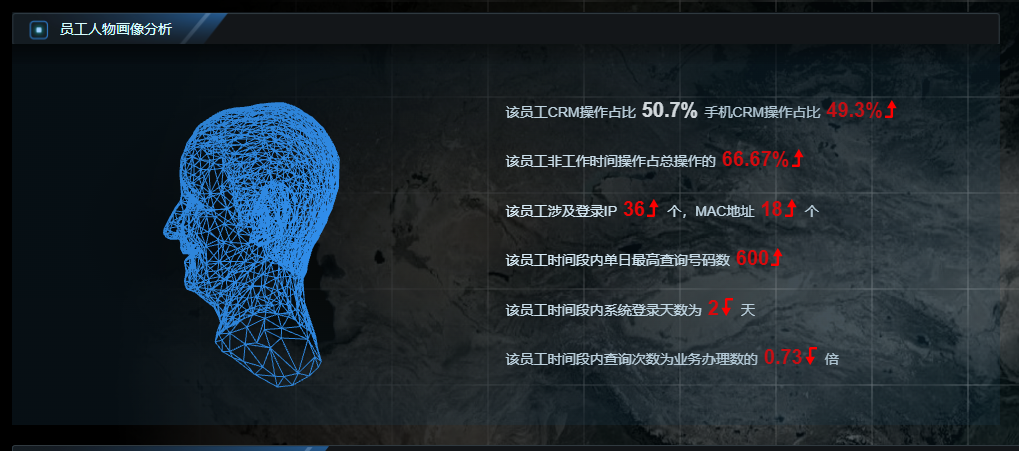 员工人物画像分析
该员工CRM操作占比 50.7% 手机CRM操作占比 49.3%
该员工非工作时间操作占总操作的 66.67%
该员工涉及登录IP 36 个，MAC地址 18 个
该员工时间段内单日最高查询号码数 600
该员工时间段内系统登录天数为 2 天
该员工时间段内查询次数为业务办理数的 0.73 倍